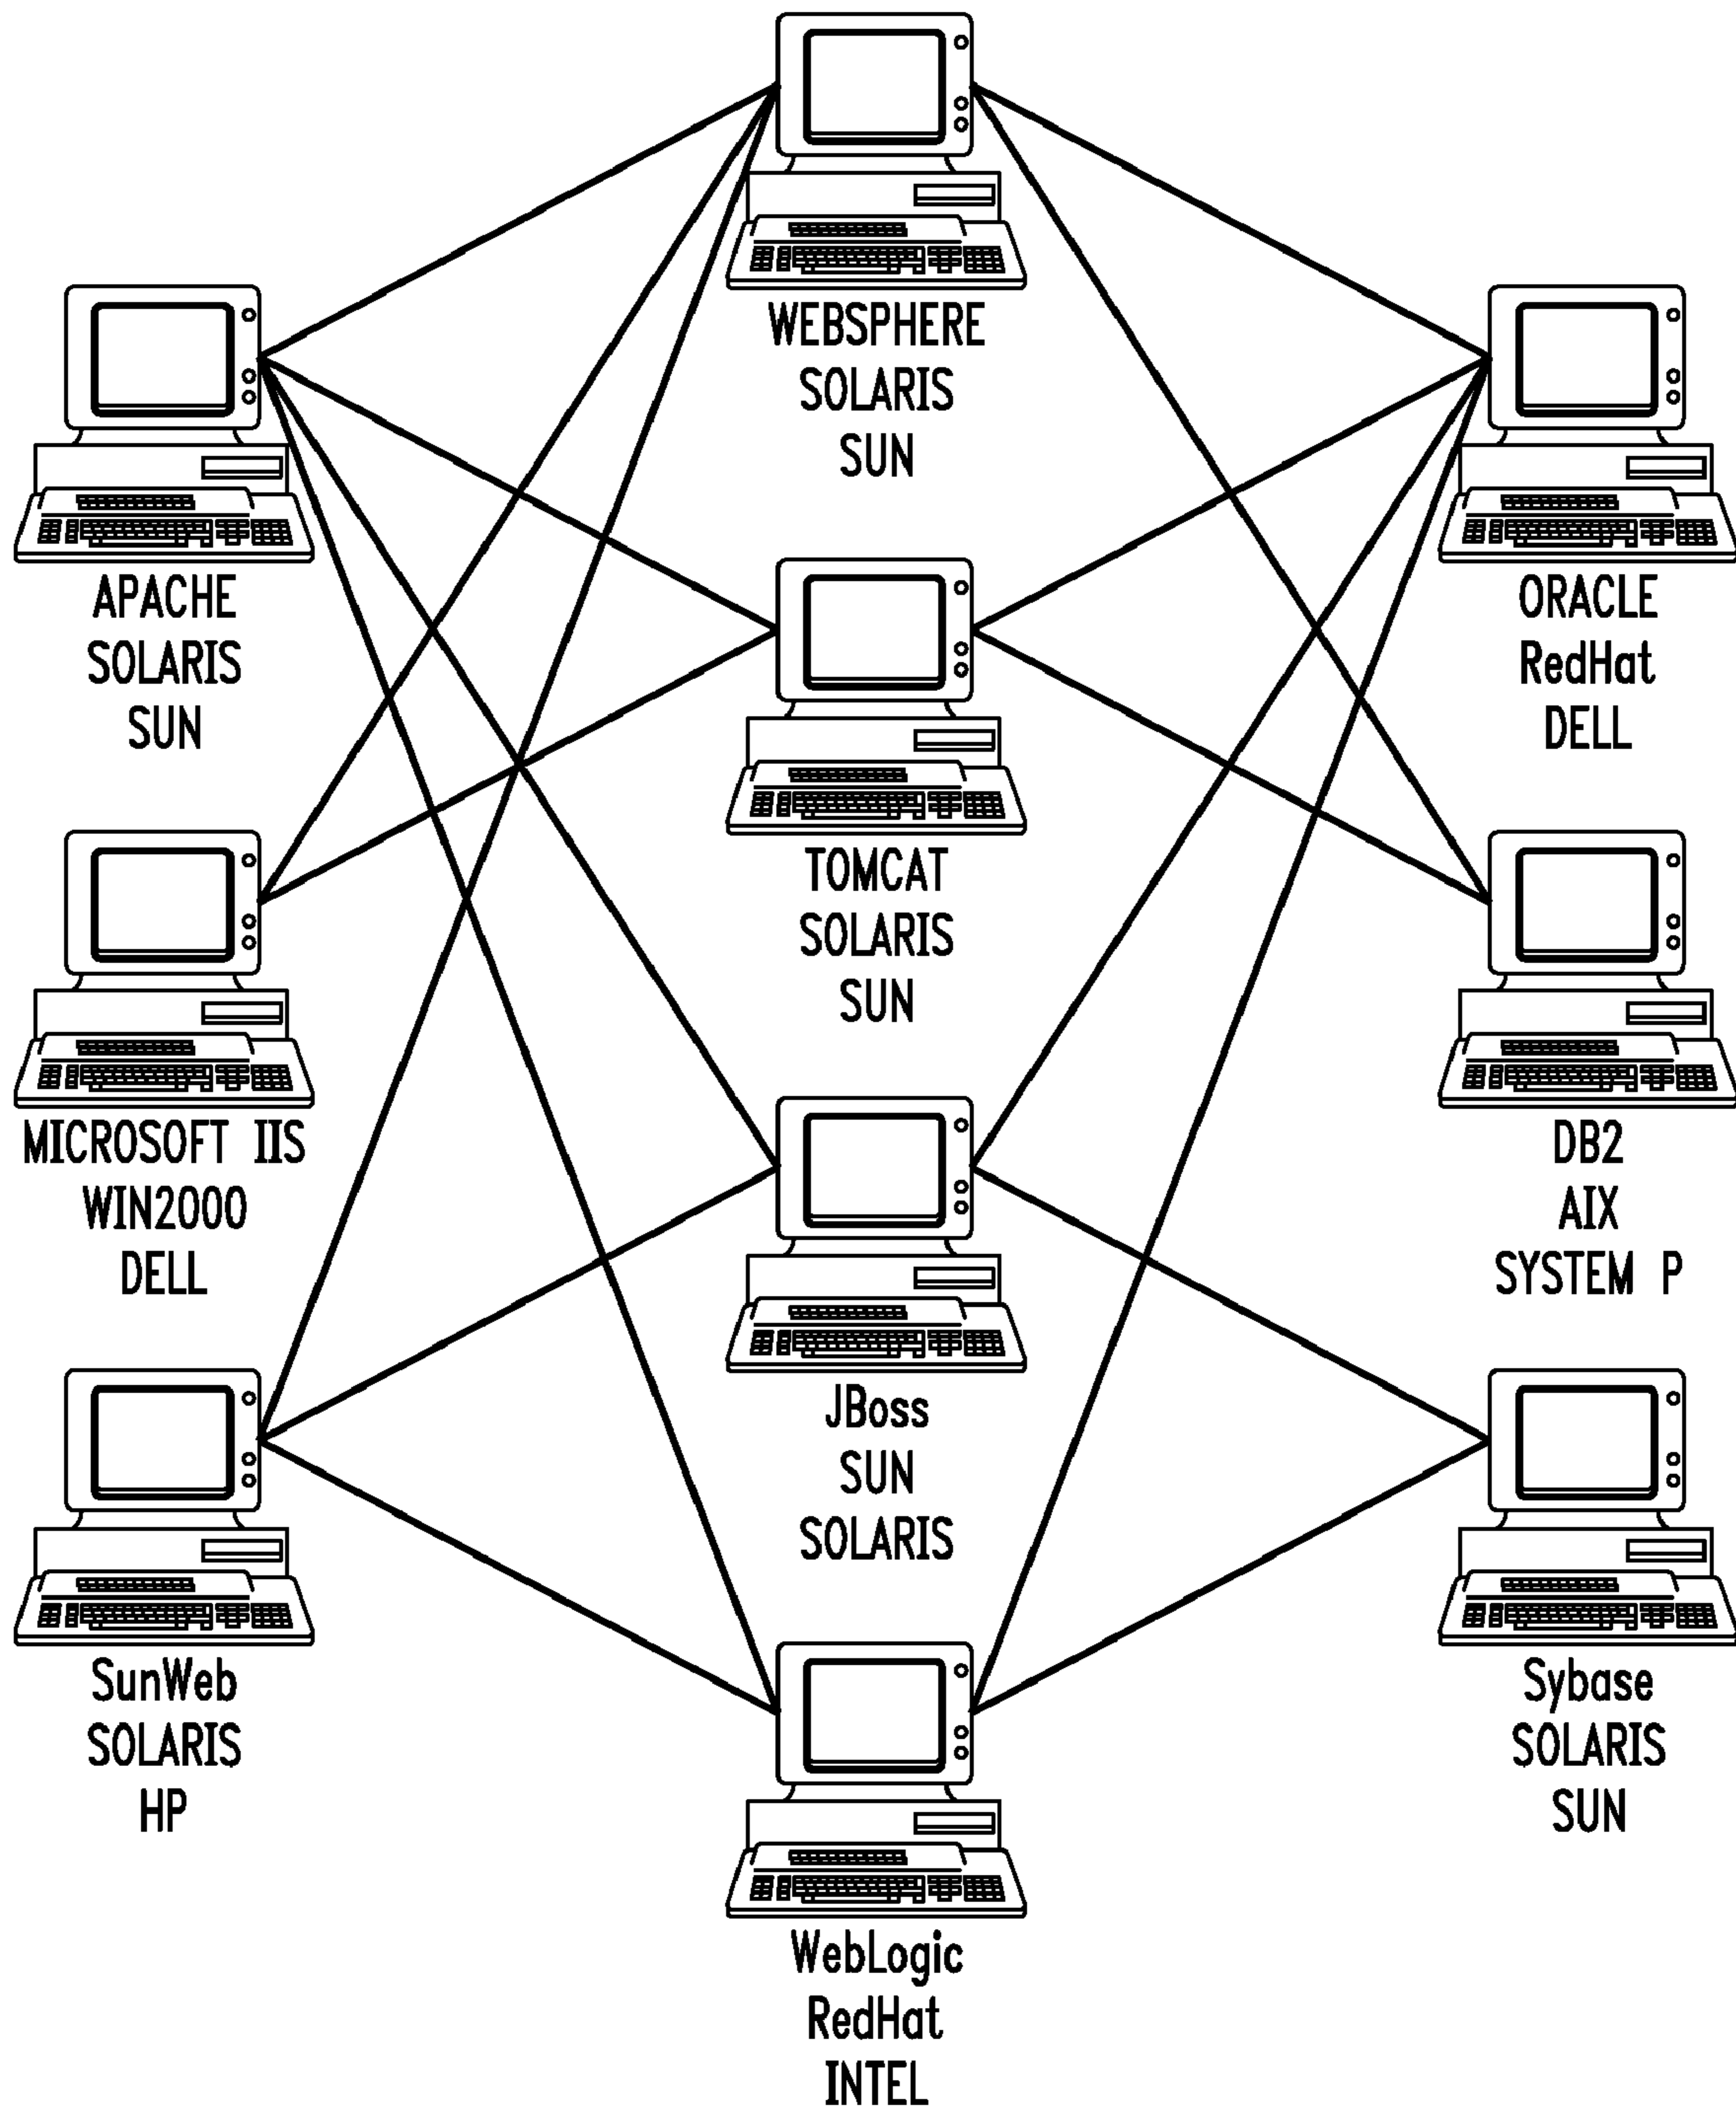 WEBSPHERE
SOLARIS
SUN
APACHE
SOLARIS
SUN
ORACLE
RedHat
DELL
TOMCAT
SOLARIS
SUN
MICROSOFT IIS
WIN2000
DELL
DB2
AIX
SYSTEM P
JBoss
SUN
SOLARIS
SunWeb
SOLARIS
HP
Sybase
SOLARIS
SUN
WebLogic
RedHat
INTEL